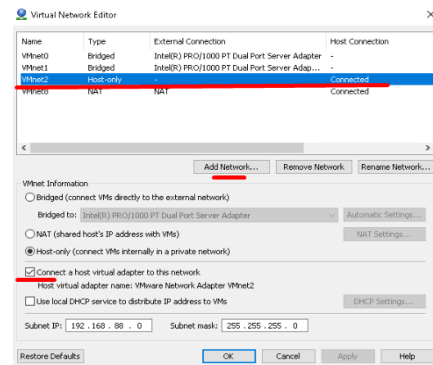 Virtual Network Editor
Name Type External Connection Host Connection
VMnet0 Bridged Intel(R) PRO/1000 PT Dual Port Server Adapter -
VMnet1 Bridged Intel(R) PRO/1000 PT Dual Port Server Adap... -
VMnet2 Host-only - Connected
VMnet8 NAT NAT Connected
Add Network... Remove Network Rename Network...
VMnet Information
Bridged (connect VMs directly to the external network)
Bridged to: Intel(R) PRO/1000 PT Dual Port Server Adapter Automatic Settings...
NAT (shared host's IP address with VMs) NAT Settings...
Host-only (connect VMs internally in a private network)
Connect a host virtual adapter to this network
Host virtual adapter name: VMware Network Adapter VMnet2
Use local DHCP service to distribute IP address to VMs DHCP Settings...
Subnet IP: 192 . 168 . 88 . 0 Subnet mask: 255 . 255 . 255 . 0
Restore Defaults OK Cancel Apply Help